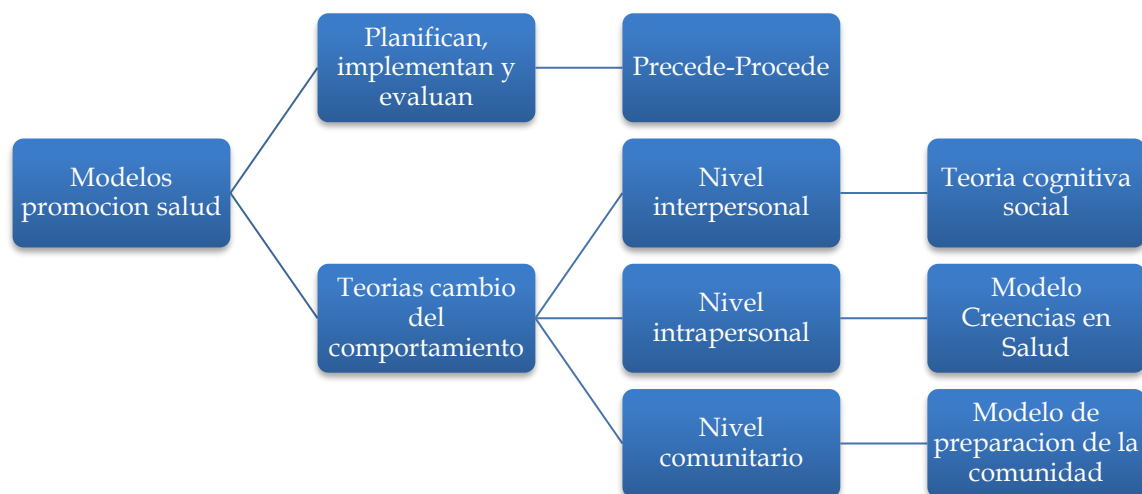 Planifican,
implementan y
evaluan
Precede-Procede
Modelos
promocion salud
Nivel
interpersonal
Teoria cognitiva
social
Teorias cambio
del
comportamiento
Nivel
intrapersonal
Modelo
Creencias en
Salud
Nivel
comunitario
Modelo de
preparacion de la
comunidad